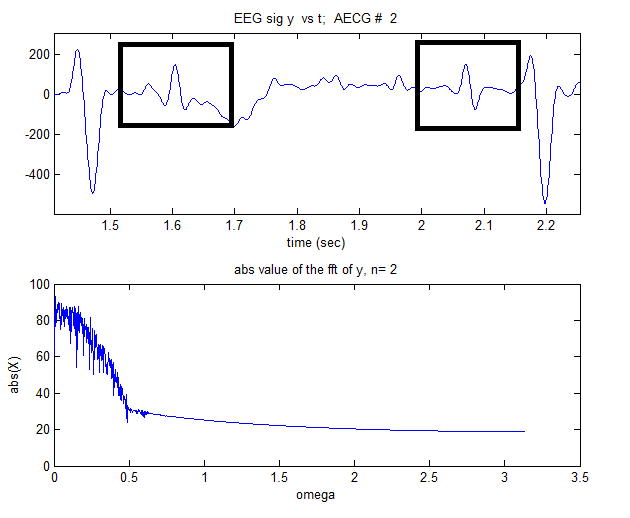 EEG sig y vs t; AECG # 2
200
0
-200
-400
1.5 1.6 1.7 1.8 1.9 2 2.1 2.2
time (sec)
abs value of the fft of y, n= 2
100
80
60
40
20
0
abs(X)
0 0.5 1 1.5 2 2.5 3 3.5
omega